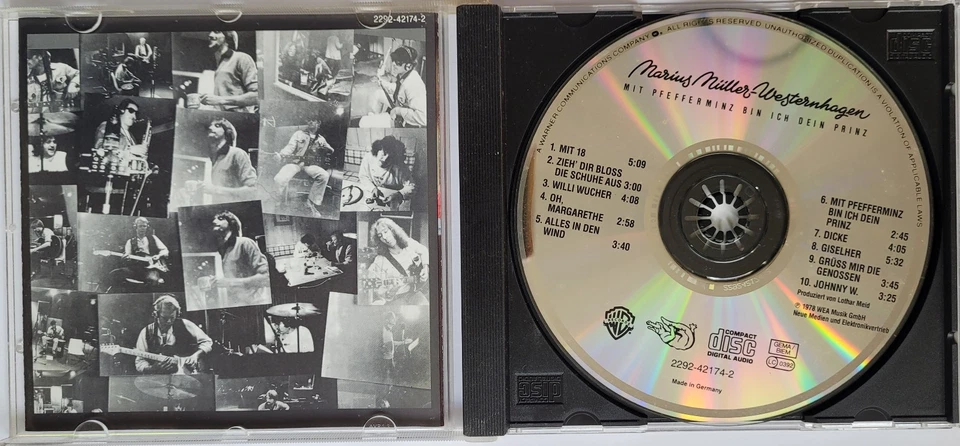 2292-42174-2
A WARNER COMMUNICATIONS COMPANY ALL RIGHTS RESERVED. UNAUTHORIZED DUPLICATION IS A VIOLATION OF APPLICABLE LAWS
Marius Müller-Westernhagen
MIT PFEFFERMINZ BIN ICH DEIN PRINZ
1. MIT 18 5:09
2. ZIEH' DIR BLOSS
DIE SCHUHE AUS 3:00
3. WILLI WUCHER 4:08
4. OH,
MARGARETHE 2:58
5. ALLES IN DEN
WIND 3:40
6. MIT PFEFFERMINZ
BIN ICH DEIN
PRINZ 2:45
7. DICKE 4:05
8. GISELHER 5:32
9. GRÜSS MIR DIE
GENOSSEN 3:45
10. JOHNNY W. 3:25
Produziert von Lothar Meid
℗ 1978 WEA Musik GmbH
Neue Medien und Elektronikvertrieb
COMPACT
disc
DIGITAL AUDIO
GEMA/
BIEM
LC 0392
2292-42174-2
Made in Germany